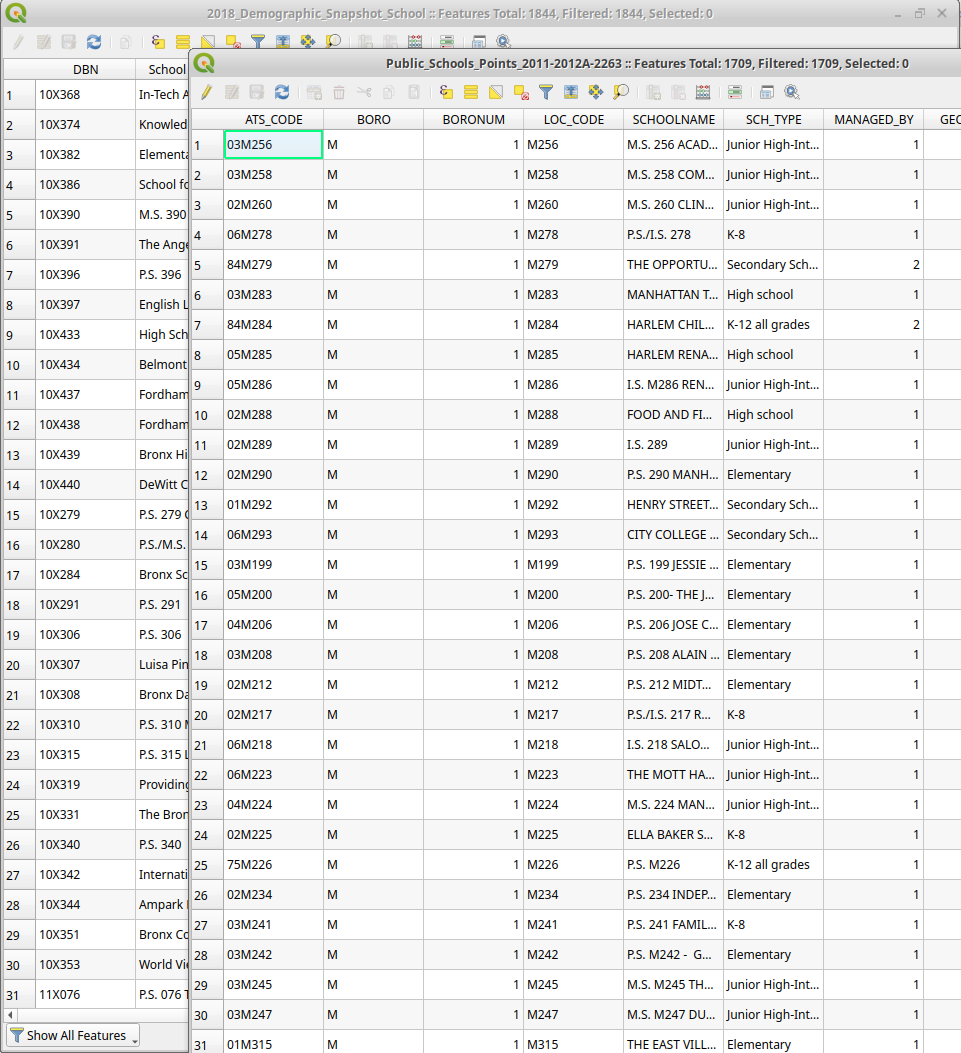 2018_Demographic_Snapshot_School :: Features Total: 1844, Filtered: 1844, Selected: 0
DBN School
1 10X368 In-Tech A
2 10X374 Knowled
3 10X382 Elementa
4 10X386 School fo
5 10X390 M.S. 390
6 10X391 The Ange
7 10X396 P.S. 396
8 10X397 English L
9 10X433 High Sch
10 10X434 Belmont
11 10X437 Fordham
12 10X438 Fordham
13 10X439 Bronx Hi
14 10X440 DeWitt C
15 10X279 P.S. 279 C
16 10X280 P.S./M.S.
17 10X284 Bronx Sc
18 10X291 P.S. 291
19 10X306 P.S. 306
20 10X307 Luisa Pin
21 10X308 Bronx Da
22 10X310 P.S. 310 M
23 10X315 P.S. 315 L
24 10X319 Providing
25 10X331 The Bron
26 10X340 P.S. 340
27 10X342 Internati
28 10X344 Ampark
29 10X351 Bronx Co
30 10X353 World Vie
31 11X076 P.S. 076 T
Show All Features
Public_Schools_Points_2011-2012A-2263 :: Features Total: 1709, Filtered: 1709, Selected: 0
ATS_CODE BORO BORONUM LOC_CODE SCHOOLNAME SCH_TYPE MANAGED_BY GEO
1 03M256 M 1 M256 M.S. 256 ACAD... Junior High-Int... 1
2 03M258 M 1 M258 M.S. 258 COM... Junior High-Int... 1
3 02M260 M 1 M260 M.S. 260 CLIN... Junior High-Int... 1
4 06M278 M 1 M278 P.S./I.S. 278 K-8 1
5 84M279 M 1 M279 THE OPPORTU... Secondary Sch... 2
6 03M283 M 1 M283 MANHATTAN T... High school 1
7 84M284 M 1 M284 HARLEM CHIL... K-12 all grades 2
8 05M285 M 1 M285 HARLEM RENA... High school 1
9 05M286 M 1 M286 I.S. M286 REN... Junior High-Int... 1
10 02M288 M 1 M288 FOOD AND FI... High school 1
11 02M289 M 1 M289 I.S. 289 Junior High-Int... 1
12 02M290 M 1 M290 P.S. 290 MANH... Elementary 1
13 01M292 M 1 M292 HENRY STREET... Secondary Sch... 1
14 06M293 M 1 M293 CITY COLLEGE ... Secondary Sch... 1
15 03M199 M 1 M199 P.S. 199 JESSIE ... Elementary 1
16 05M200 M 1 M200 P.S. 200- THE J... Elementary 1
17 04M206 M 1 M206 P.S. 206 JOSE C... Elementary 1
18 03M208 M 1 M208 P.S. 208 ALAIN ... Elementary 1
19 02M212 M 1 M212 P.S. 212 MIDT... Elementary 1
20 02M217 M 1 M217 P.S./I.S. 217 R... K-8 1
21 06M218 M 1 M218 I.S. 218 SALO... Junior High-Int... 1
22 06M223 M 1 M223 THE MOTT HA... Junior High-Int... 1
23 04M224 M 1 M224 M.S. 224 MAN... Junior High-Int... 1
24 02M225 M 1 M225 ELLA BAKER S... K-8 1
25 75M226 M 1 M226 P.S. M226 K-12 all grades 1
26 02M234 M 1 M234 P.S. 234 INDEP... Elementary 1
27 03M241 M 1 M241 P.S. 241 FAMIL... K-8 1
28 03M242 M 1 M242 P.S. M242 - G... Elementary 1
29 03M245 M 1 M245 M.S. M245 TH... Junior High-Int... 1
30 03M247 M 1 M247 M.S. M247 DU... Junior High-Int... 1
31 01M315 M 1 M315 THE EAST VILL... Elementary 1